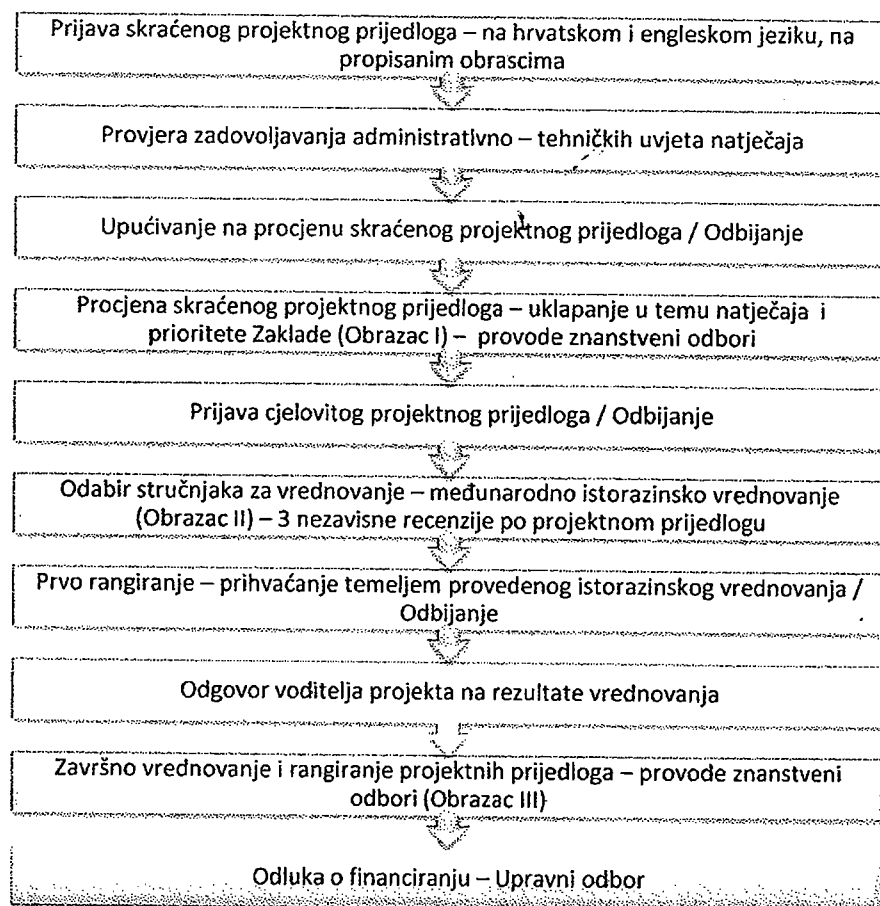 Prijava skraćenog projektnog prijedloga – na hrvatskom i engleskom jeziku, na
propisanim obrascima
Provjera zadovoljavanja administrativno – tehničkih uvjeta natječaja
Upućivanje na procjenu skraćenog projektnog prijedloga / Odbijanje
Procjena skraćenog projektnog prijedloga – uklapanje u temu natječaja i
prioritete Zaklade (Obrazac I) – provode znanstveni odbori
Prijava cjelovitog projektnog prijedloga / Odbijanje
Odabir stručnjaka za vrednovanje – međunarodno istorazinsko vrednovanje
(Obrazac II) – 3 nezavisne recenzije po projektnom prijedlogu
Prvo rangiranje – prihvaćanje temeljem provedenog istorazinskog vrednovanja /
Odbijanje
Odgovor voditelja projekta na rezultate vrednovanja
Završno vrednovanje i rangiranje projektnih prijedloga – provode znanstveni
odbori (Obrazac III)
Odluka o financiranju – Upravni odbor